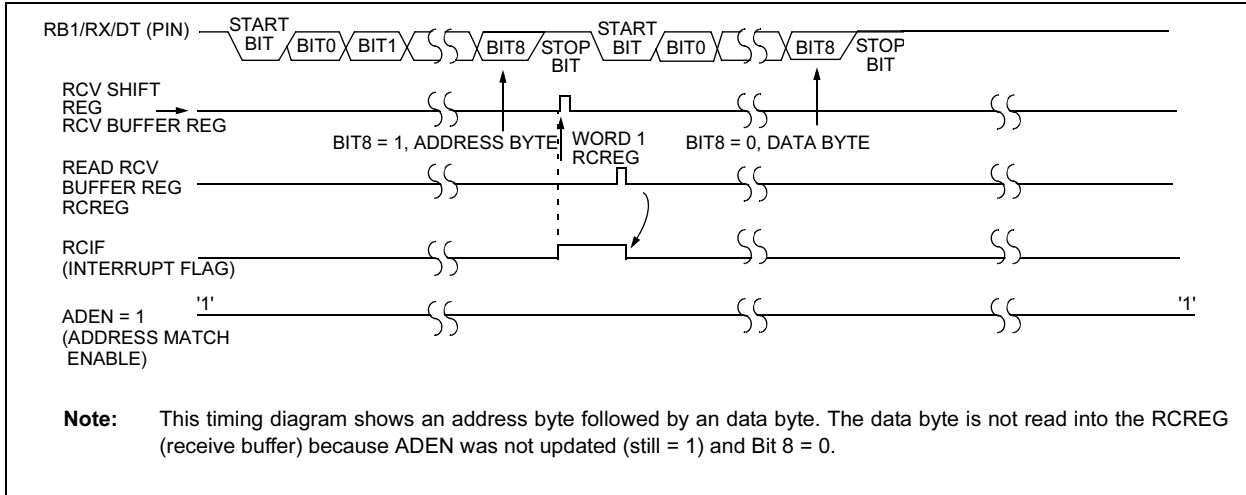 RB1/RX/DT (PIN)
START
BIT
BIT0
BIT1
BIT8
STOP
BIT
START
BIT
BIT0
BIT8
STOP
BIT
RCV SHIFT
REG
RCV BUFFER REG
BIT8 = 1, ADDRESS BYTE
WORD 1
RCREG
BIT8 = 0, DATA BYTE
READ RCV
BUFFER REG
RCREG
RCIF
(INTERRUPT FLAG)
ADEN = 1
(ADDRESS MATCH
ENABLE)
'1'
'1'
Note: This timing diagram shows an address byte followed by an data byte. The data byte is not read into the RCREG
(receive buffer) because ADEN was not updated (still = 1) and Bit 8 = 0.